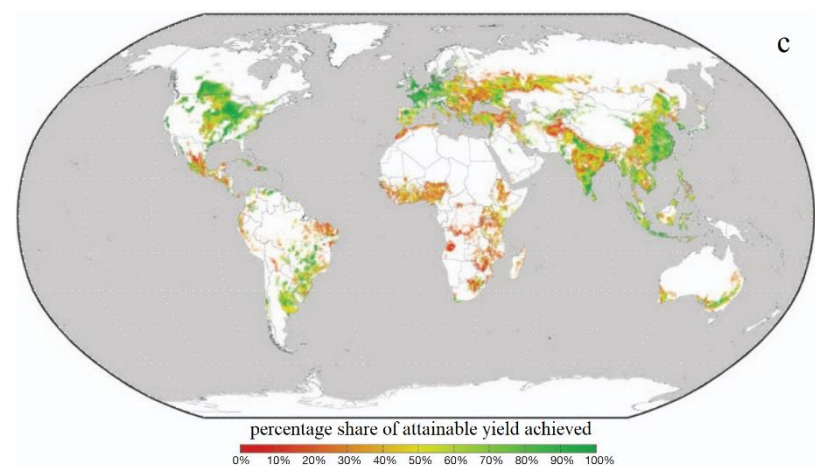 c
percentage share of attainable yield achieved
0% 10% 20% 30% 40% 50% 60% 70% 80% 90% 100%